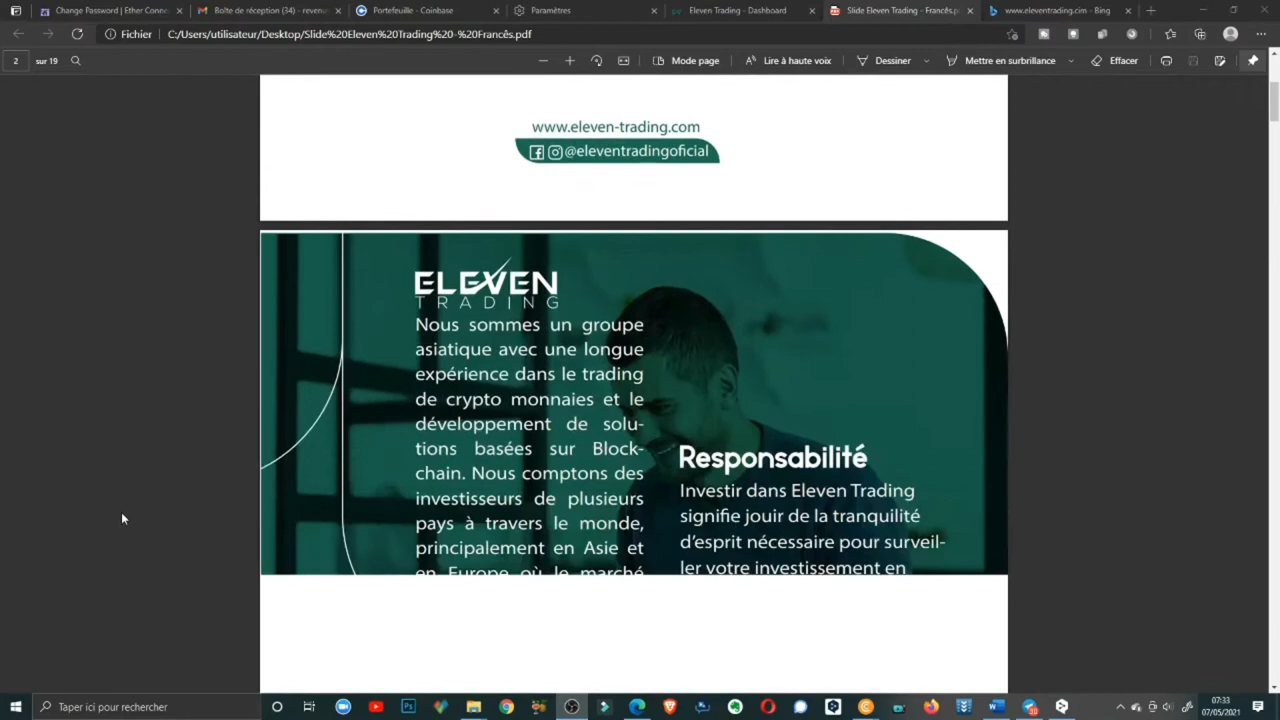 Change Password | Ether Conne
Boîte de réception (34) - revenu
Portefeuille - Coinbase
Paramètres
Eleven Trading - Dashboard
Slide Eleven Trading - Francês.p
www.eleventrading.cim - Bing
Fichier
C:/Users/utilisateur/Desktop/Slide%20Eleven%20Trading%20-%20Francês.pdf
2
sur 19
Mode page
Lire à haute voix
Dessiner
Mettre en surbrillance
Effacer
www.eleven-trading.com
@eleventradingoficial
ELEVEN
TRADING
Nous sommes un groupe
asiatique avec une longue
expérience dans le trading
de crypto monnaies et le
développement de solu-
tions basées sur Block-
chain. Nous comptons des
investisseurs de plusieurs
pays à travers le monde,
principalement en Asie et
en Europe où le marché
Responsabilité
Investir dans Eleven Trading
signifie jouir de la tranquilité
d'esprit nécessaire pour surveil-
ler votre investissement en
Taper ici pour rechercher
07:33
07/05/2021